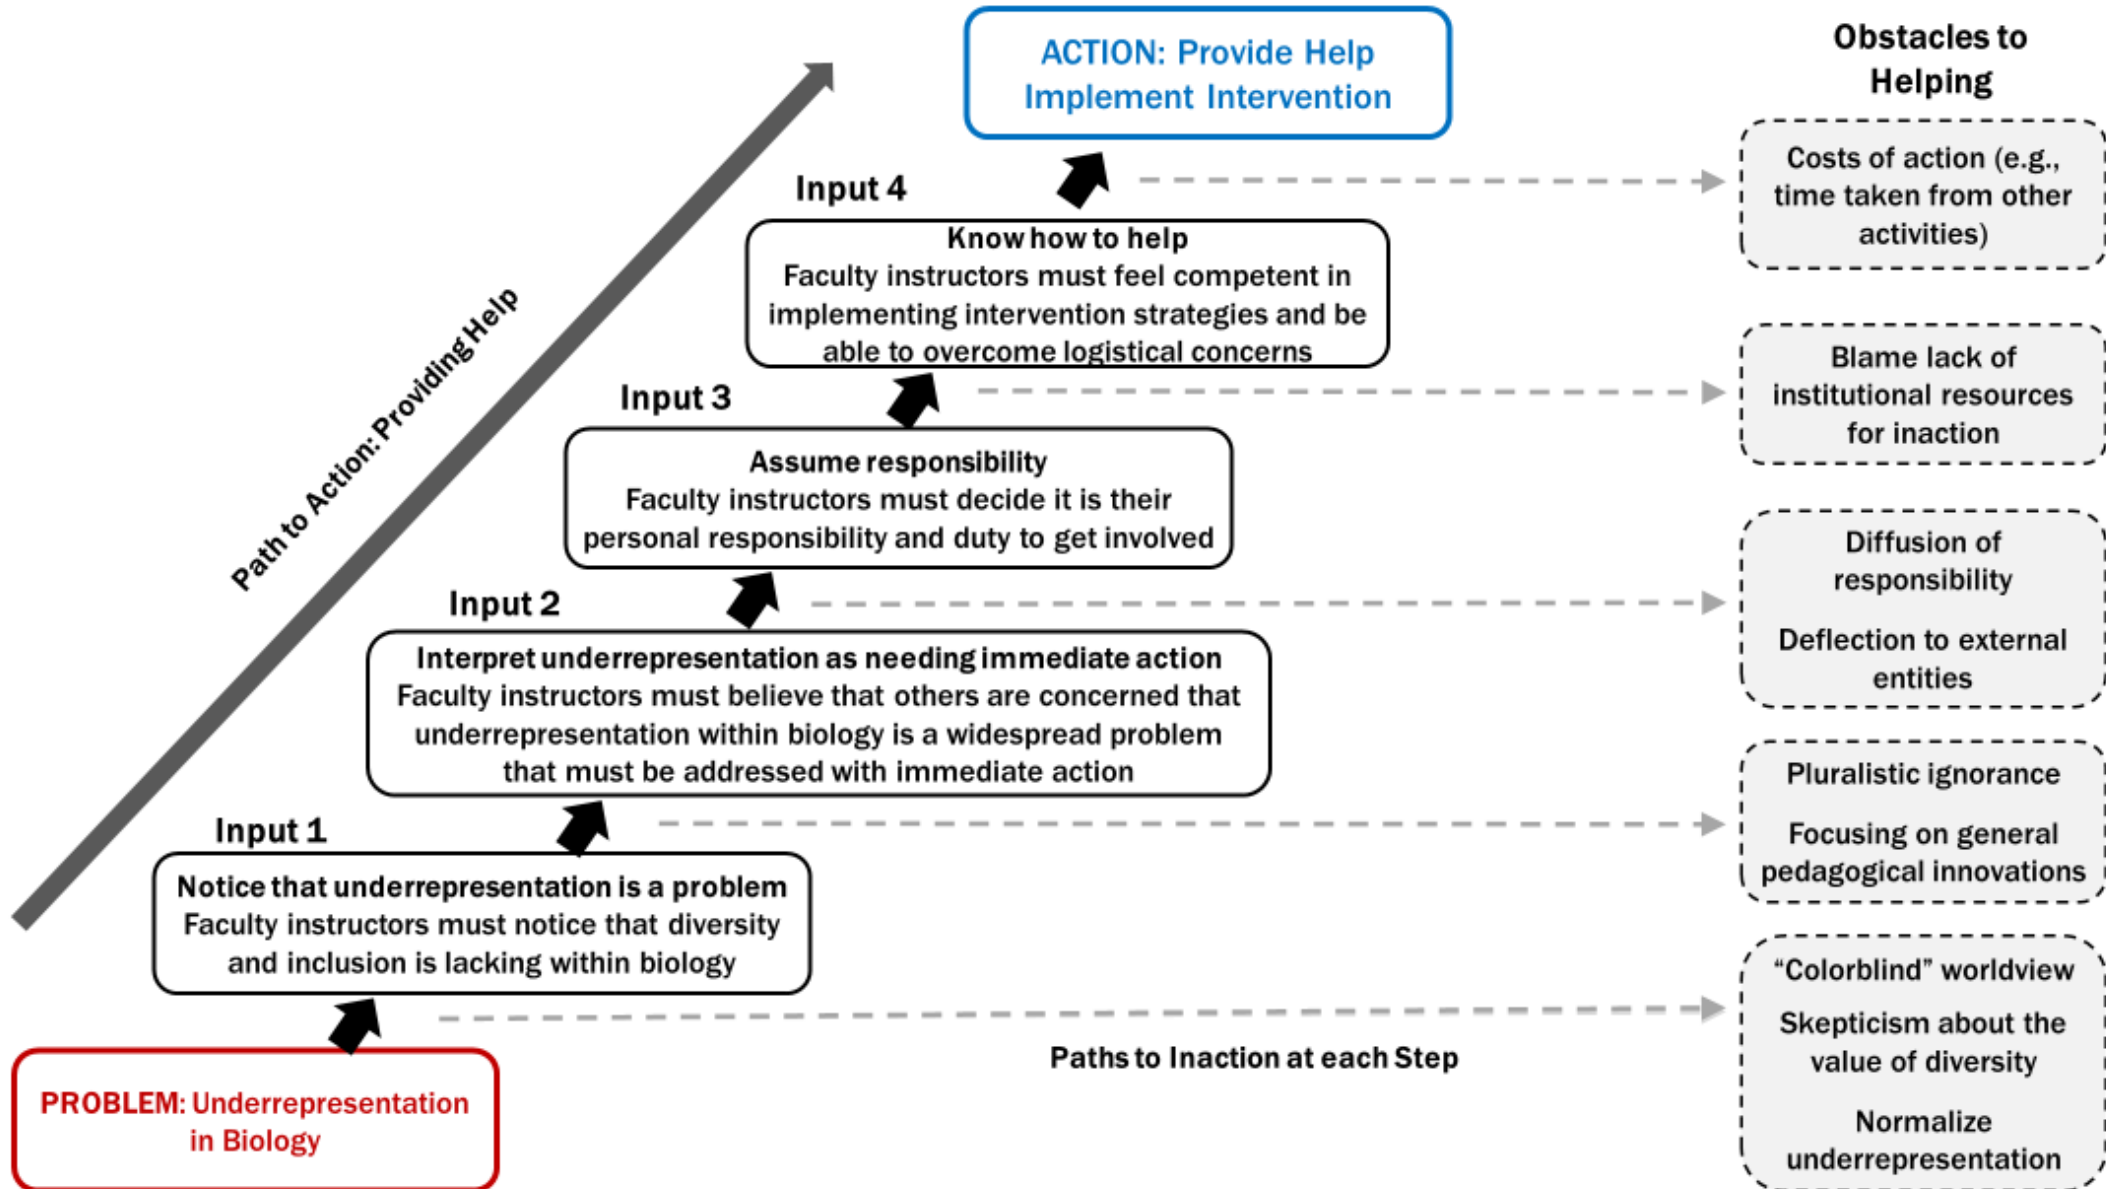 ACTION: Provide Help
Implement Intervention
Obstacles to
Helping
Costs of action (e.g.,
time taken from other
activities)
Input 4
Know how to help
Faculty instructors must feel competent in
implementing intervention strategies and be
able to overcome logistical concerns
Path to Action: Providing Help
Blame lack of
institutional resources
for inaction
Input 3
Assume responsibility
Faculty instructors must decide it is their
personal responsibility and duty to get involved
Diffusion of
responsibility
Deflection to external
entities
Input 2
Interpret underrepresentation as needing immediate action
Faculty instructors must believe that others are concerned that
underrepresentation within biology is a widespread problem
that must be addressed with immediate action
Pluralistic ignorance
Focusing on general
pedagogical innovations
Input 1
Notice that underrepresentation is a problem
Faculty instructors must notice that diversity
and inclusion is lacking within biology
"Colorblind" worldview
Skepticism about the
value of diversity
Normalize
underrepresentation
Paths to Inaction at each Step
PROBLEM: Underrepresentation
in Biology